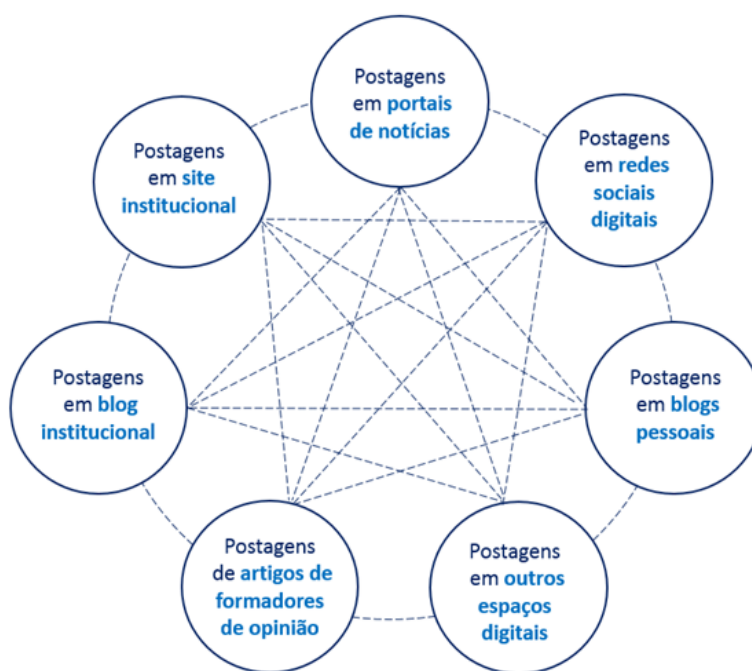 Postagens
em portais
de notícias
Postagens
em redes
sociais
digitais
Postagens
em blogs
pessoais
Postagens
em outros
espaços
digitais
Postagens
de artigos de
formadores
de opinião
Postagens
em blog
institucional
Postagens
em site
institucional